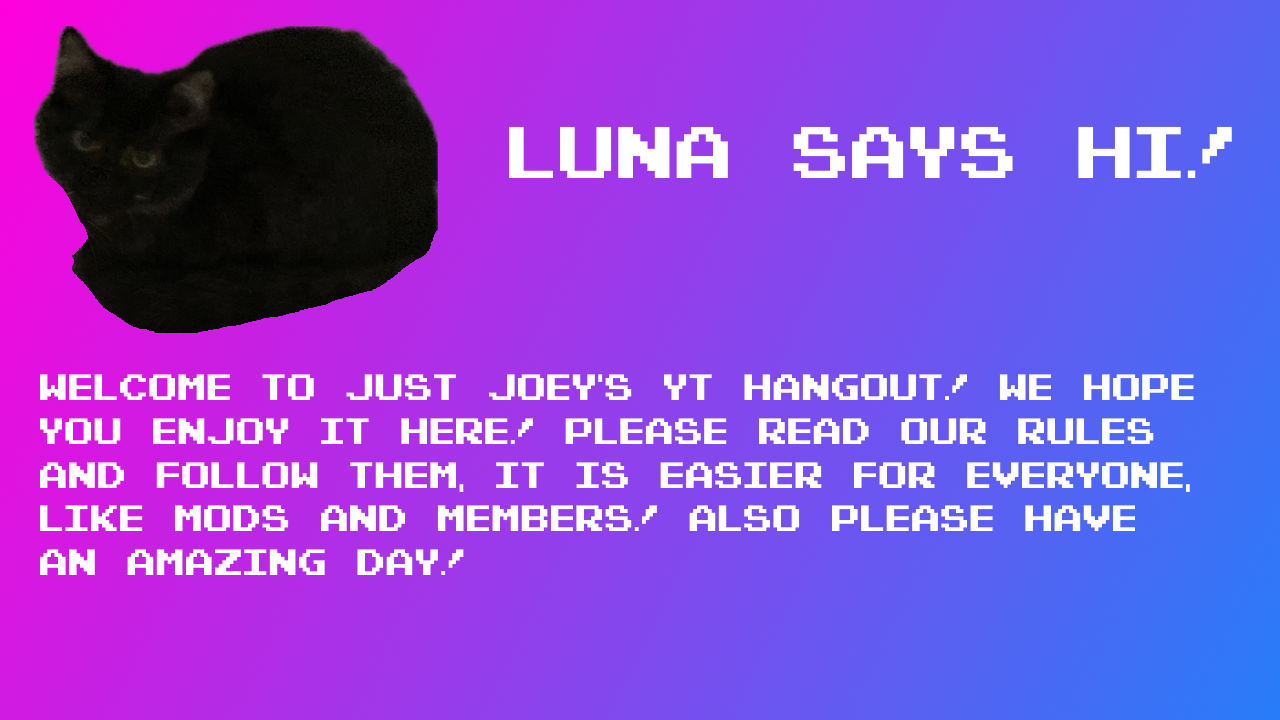 LUNA SAYS HI!
WELCOME TO JUST JOEY'S YT HANGOUT! WE HOPE
YOU ENJOY IT HERE! PLEASE READ OUR RULES
AND FOLLOW THEM, IT IS EASIER FOR EVERYONE,
LIKE MODS AND MEMBERS! ALSO PLEASE HAVE
AN AMAZING DAY!